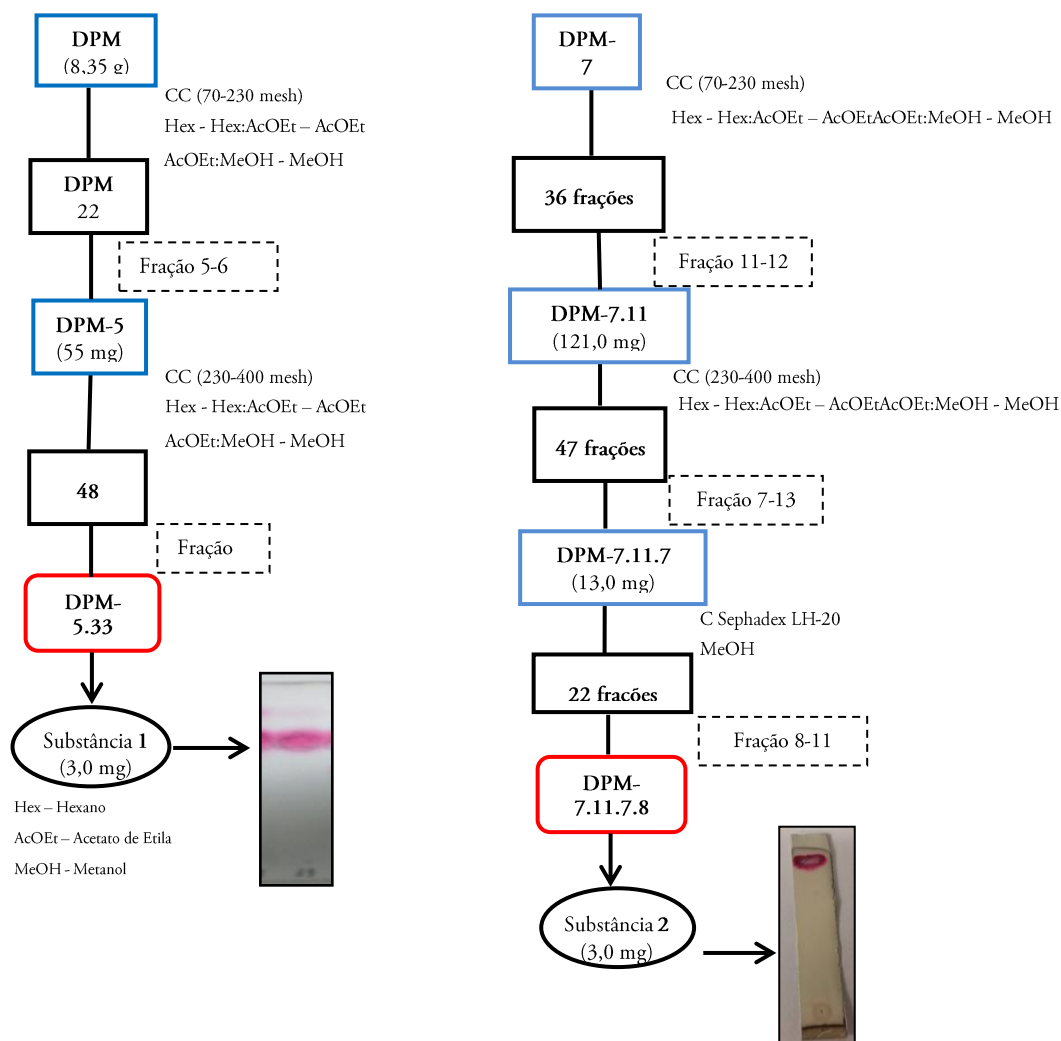 DPM
(8,35 g)
CC (70-230 mesh)
Hex - Hex:AcOEt – AcOEt
AcOEt:MeOH - MeOH
DPM
22
Fração 5-6
DPM-5
(55 mg)
CC (230-400 mesh)
Hex - Hex:AcOEt – AcOEt
AcOEt:MeOH - MeOH
48
Fração
DPM-
5.33
Substância 1
(3,0 mg)
Hex – Hexano
AcOEt – Acetato de Etila
MeOH - Metanol
DPM-
7
CC (70-230 mesh)
Hex - Hex:AcOEt – AcOEtAcOEt:MeOH - MeOH
36 frações
Fração 11-12
DPM-7.11
(121,0 mg)
CC (230-400 mesh)
Hex - Hex:AcOEt – AcOEtAcOEt:MeOH - MeOH
47 frações
Fração 7-13
DPM-7.11.7
(13,0 mg)
C Sephadex LH-20
MeOH
22 frações
Fração 8-11
DPM-
7.11.7.8
Substância 2
(3,0 mg)